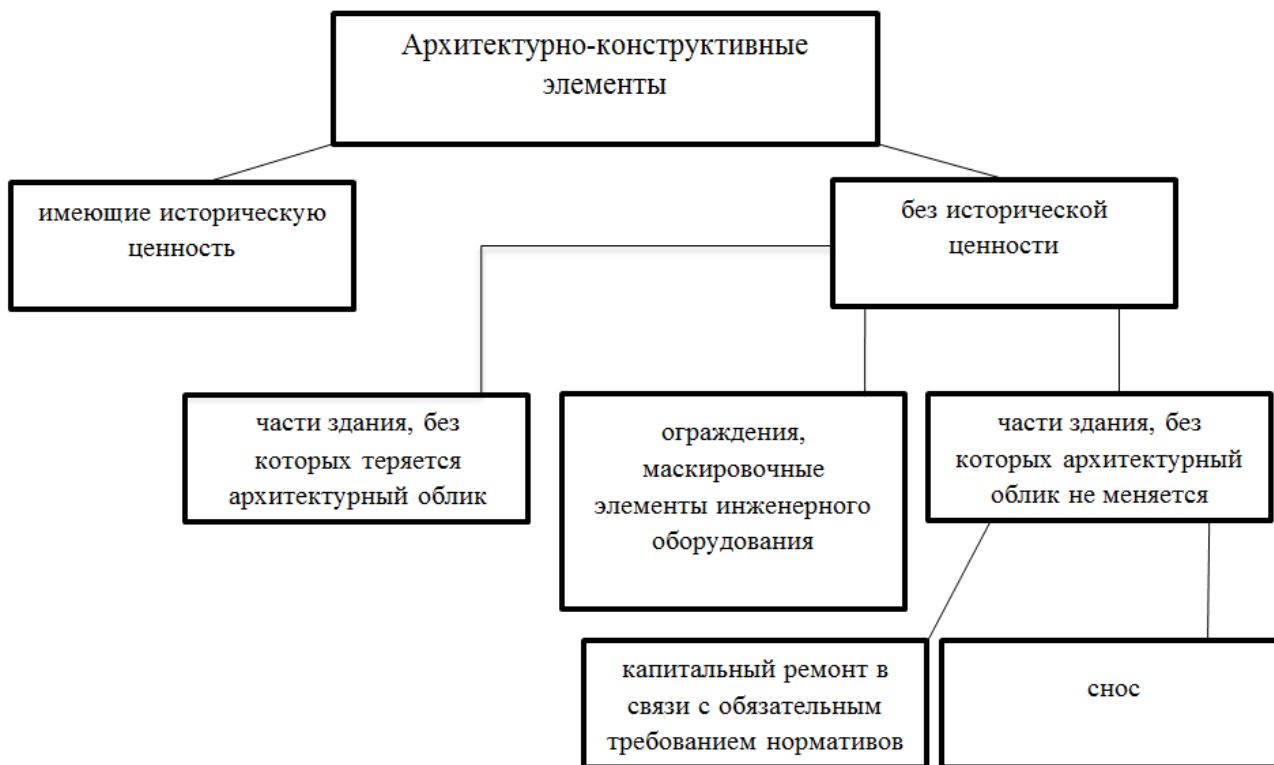 Архитектурно-конструктивные
элементы
имеющие историческую
ценность
без исторической
ценности
части здания, без
которых теряется
архитектурный облик
ограждения,
маскировочные
элементы инженерного
оборудования
части здания, без
которых архитектурный
облик не меняется
капитальный ремонт в
связи с обязательным
требованием нормативов
снос